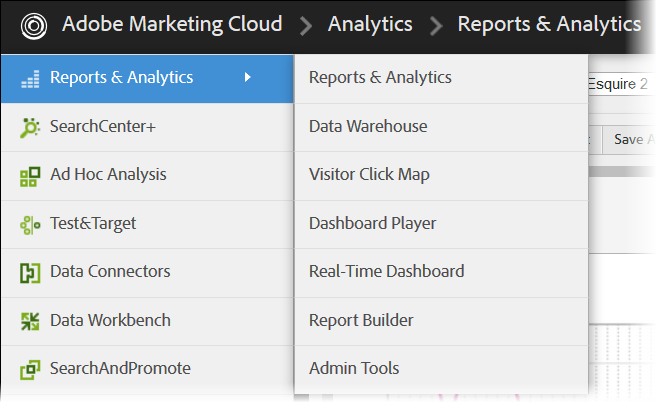 Adobe Marketing Cloud > Analytics > Reports & Analytics
Reports & Analytics
SearchCenter+
Ad Hoc Analysis
Test&Target
Data Connectors
Data Workbench
SearchAndPromote
Reports & Analytics
Data Warehouse
Visitor Click Map
Dashboard Player
Real-Time Dashboard
Report Builder
Admin Tools
Esquire 2
Save A